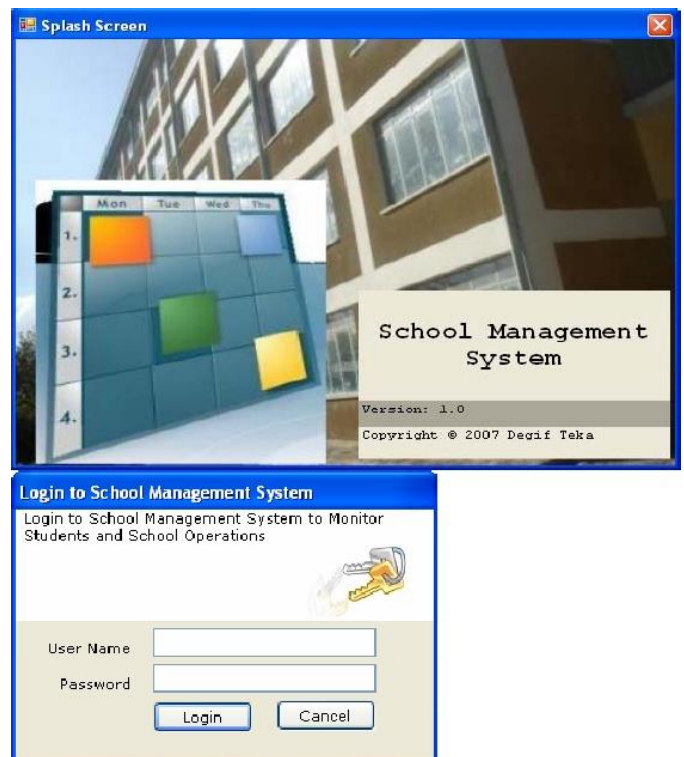 Splash Screen
Mon Tue Wed Thu
1.
2.
3.
4.
School Management
System
Version: 1.0
Copyright © 2007 Degif Teka
Login to School Management System
Login to School Management System to Monitor
Students and School Operations
User Name
Password
Login Cancel